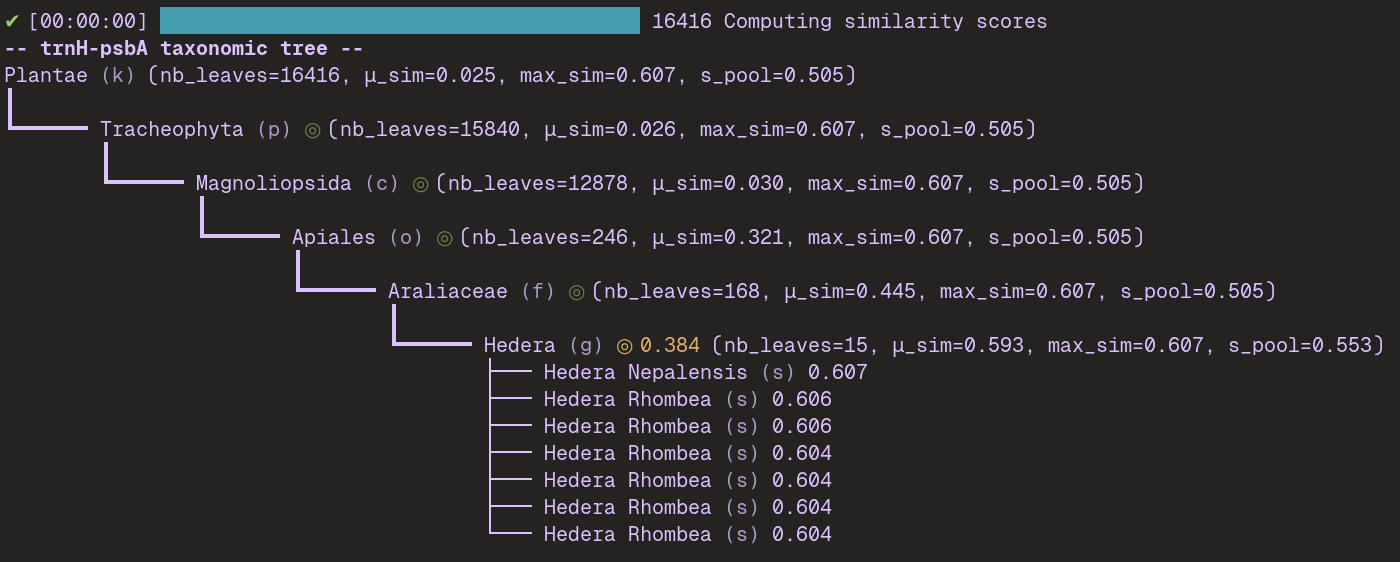 ✔ [00:00:00] 16416 Computing similarity scores
-- trnH-psbA taxonomic tree --
Plantae (k) (nb_leaves=16416, μ_sim=0.025, max_sim=0.607, s_pool=0.505)
Tracheophyta (p) ◎ (nb_leaves=15840, μ_sim=0.026, max_sim=0.607, s_pool=0.505)
Magnoliopsida (c) ◎ (nb_leaves=12878, μ_sim=0.030, max_sim=0.607, s_pool=0.505)
Apiales (o) ◎ (nb_leaves=246, μ_sim=0.321, max_sim=0.607, s_pool=0.505)
Araliaceae (f) ◎ (nb_leaves=168, μ_sim=0.445, max_sim=0.607, s_pool=0.505)
Hedera (g) ◎ 0.384 (nb_leaves=15, μ_sim=0.593, max_sim=0.607, s_pool=0.553)
Hedera Nepalensis (s) 0.607
Hedera Rhombea (s) 0.606
Hedera Rhombea (s) 0.606
Hedera Rhombea (s) 0.604
Hedera Rhombea (s) 0.604
Hedera Rhombea (s) 0.604
Hedera Rhombea (s) 0.604